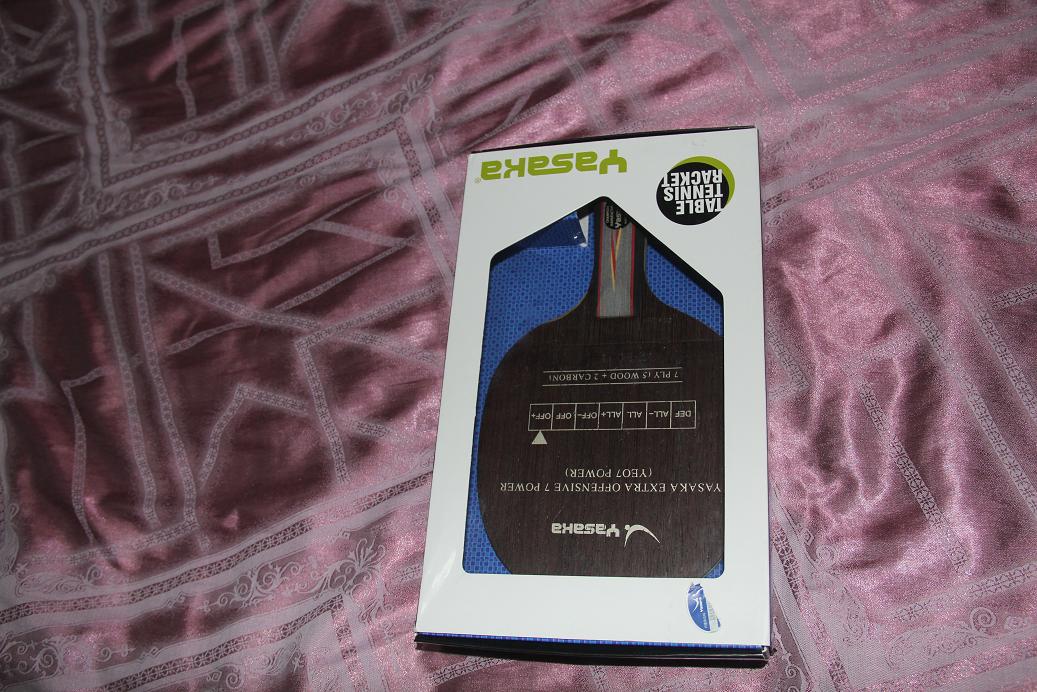 Yasaka®
TABLE
TENNIS
RACKET
7 PLY (5 WOOD + 2 CARBON)
DEF ALL- ALL ALL+ OFF- OFF OFF+
YASAKA EXTRA OFFENSIVE 7 POWER
(YEO7 POWER)
Yasaka